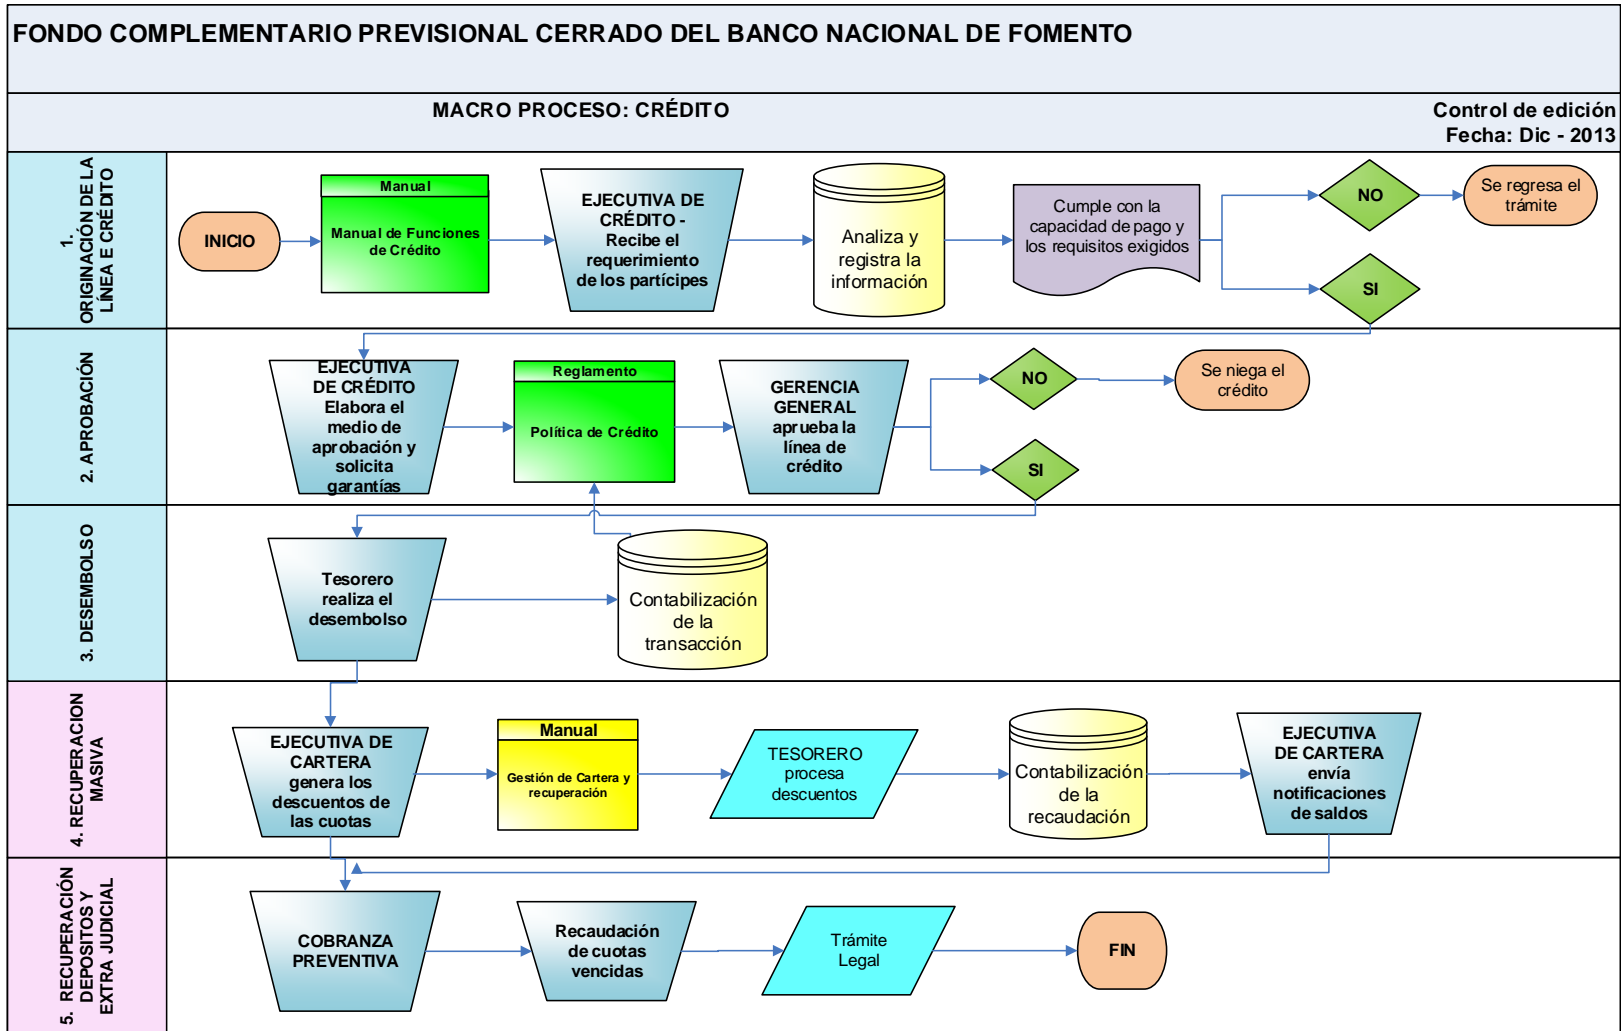 FONDO COMPLEMENTARIO PREVISIONAL CERRADO DEL BANCO NACIONAL DE FOMENTO
MACRO PROCESO: CRÉDITO
Control de edición
Fecha: Dic - 2013
1.
ORIGINACIÓN DE LA
LÍNEA E CRÉDITO
INICIO
Manual
Manual de Funciones
de Crédito
EJECUTIVA DE
CRÉDITO -
Recibe el
requerimiento
de los partícipes
Analiza y
registra la
información
Cumple con la
capacidad de pago y
los requisitos exigidos
NO
Se regresa el
trámite
SI
2. APROBACIÓN
EJECUTIVA
DE CRÉDITO
Elabora el
medio de
aprobación y
solicita
garantías
Reglamento
Política de Crédito
GERENCIA
GENERAL
aprueba la
línea de
crédito
NO
Se niega el
crédito
SI
3. DESEMBOLSO
Tesorero
realiza el
desembolso
Contabilización
de la
transacción
4. RECUPERACION
MASIVA
EJECUTIVA DE
CARTERA
genera los
descuentos de
las cuotas
Manual
Gestión de Cartera y
recuperación
TESORERO
procesa
descuentos
Contabilización
de la
recaudación
EJECUTIVA
DE CARTERA
envía
notificaciones
de saldos
5. RECUPERACIÓN
DEPOSITOS Y
EXTRA JUDICIAL
COBRANZA
PREVENTIVA
Recaudación
de cuotas
vencidas
Trámite
Legal
FIN